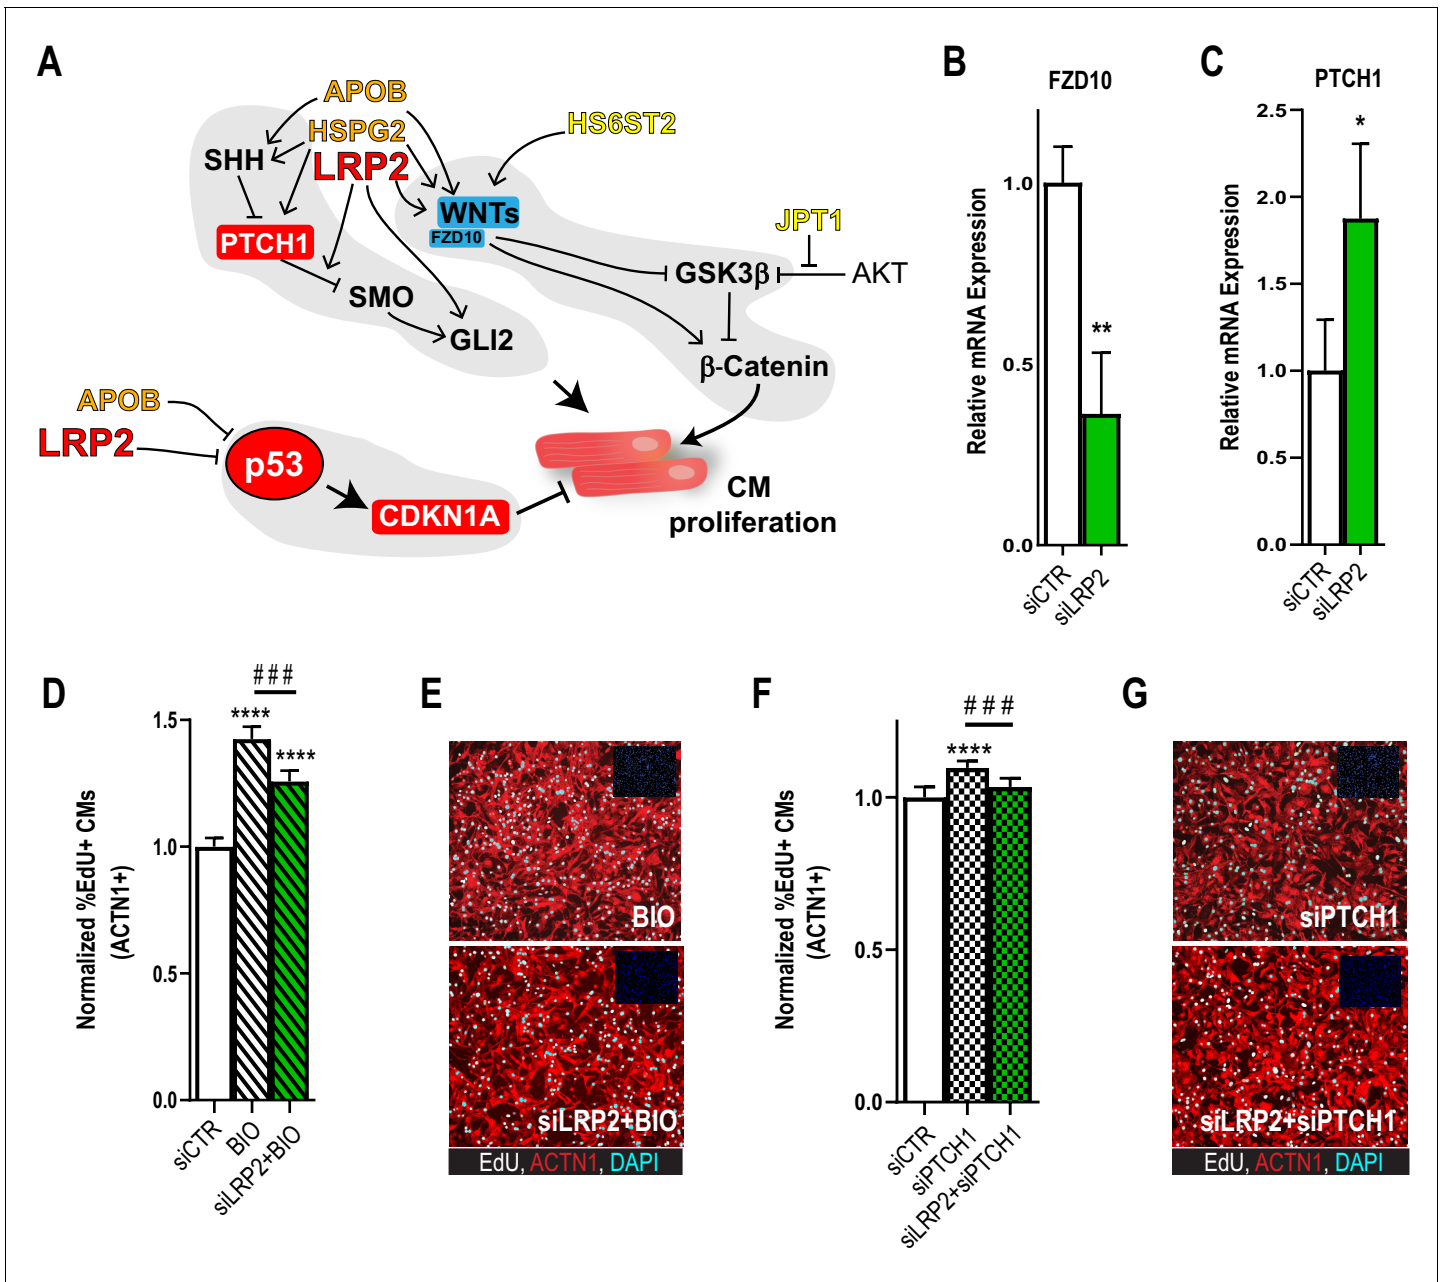 A
APOB
HSPG2
LRP2
HS6ST2
SHH
PTCH1
WNTs
FZD10
JPT1
GSK3β
AKT
SMO
GLI2
β-Catenin
APOB
LRP2
p53
CDKN1A
CM
proliferation
B
FZD10
Relative mRNA Expression
1.0
0.5
0.0
**
siCTR
siLRP2
C
PTCH1
Relative mRNA Expression
2.5
2.0
1.5
1.0
0.5
0.0
*
siCTR
siLRP2
D
###
****
****
Normalized %EdU+ CMs
(ACTN1+)
1.5
1.0
0.5
0.0
siCTR
BIO
siLRP2+BIO
E
BIO
siLRP2+BIO
EdU, ACTN1, DAPI
F
###
****
Normalized %EdU+ CMs
(ACTN1+)
1.0
0.5
0.0
siCTR
siPTCH1
siLRP2+siPTCH1
G
siPTCH1
siLRP2+siPTCH1
EdU, ACTN1, DAPI